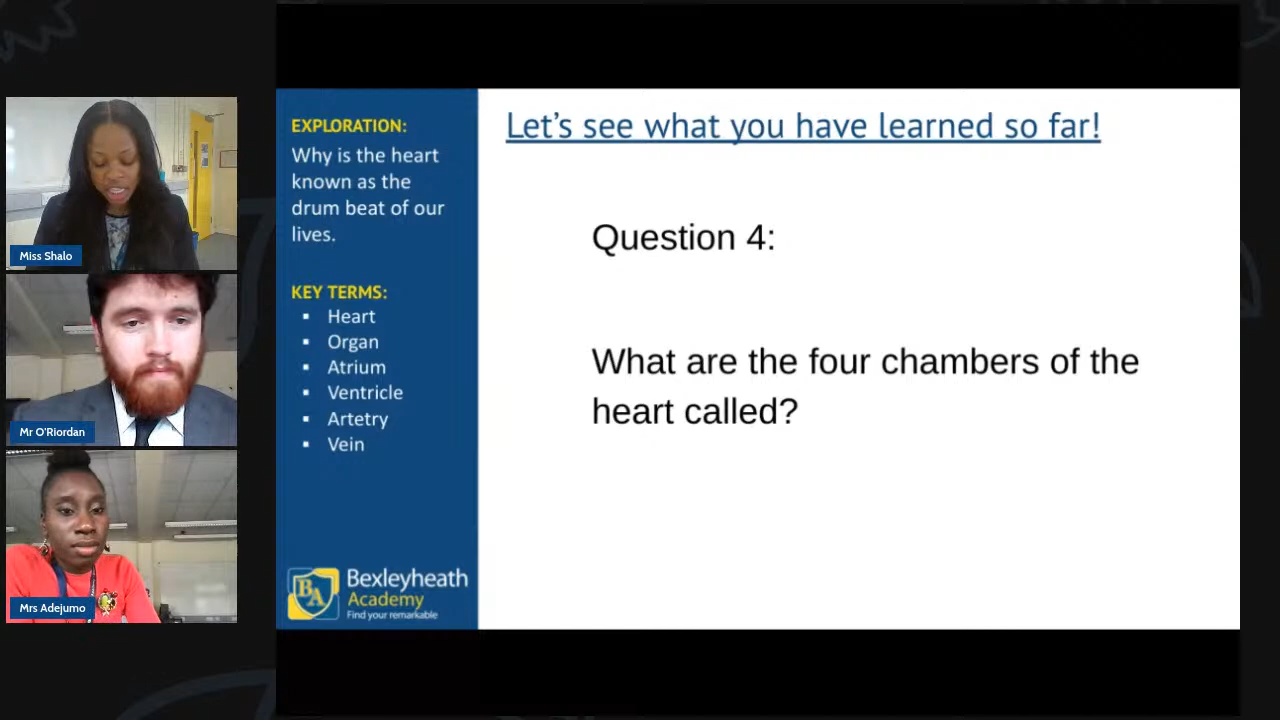 Miss Shalo
Mr O'Riordan
Mrs Adejumo
EXPLORATION:
Why is the heart
known as the
drum beat of our
lives.
KEY TERMS:
▪ Heart
▪ Organ
▪ Atrium
▪ Ventricle
▪ Artetry
▪ Vein
BA
Bexleyheath
Academy
Find your remarkable
Let's see what you have learned so far!
Question 4:
What are the four chambers of the
heart called?